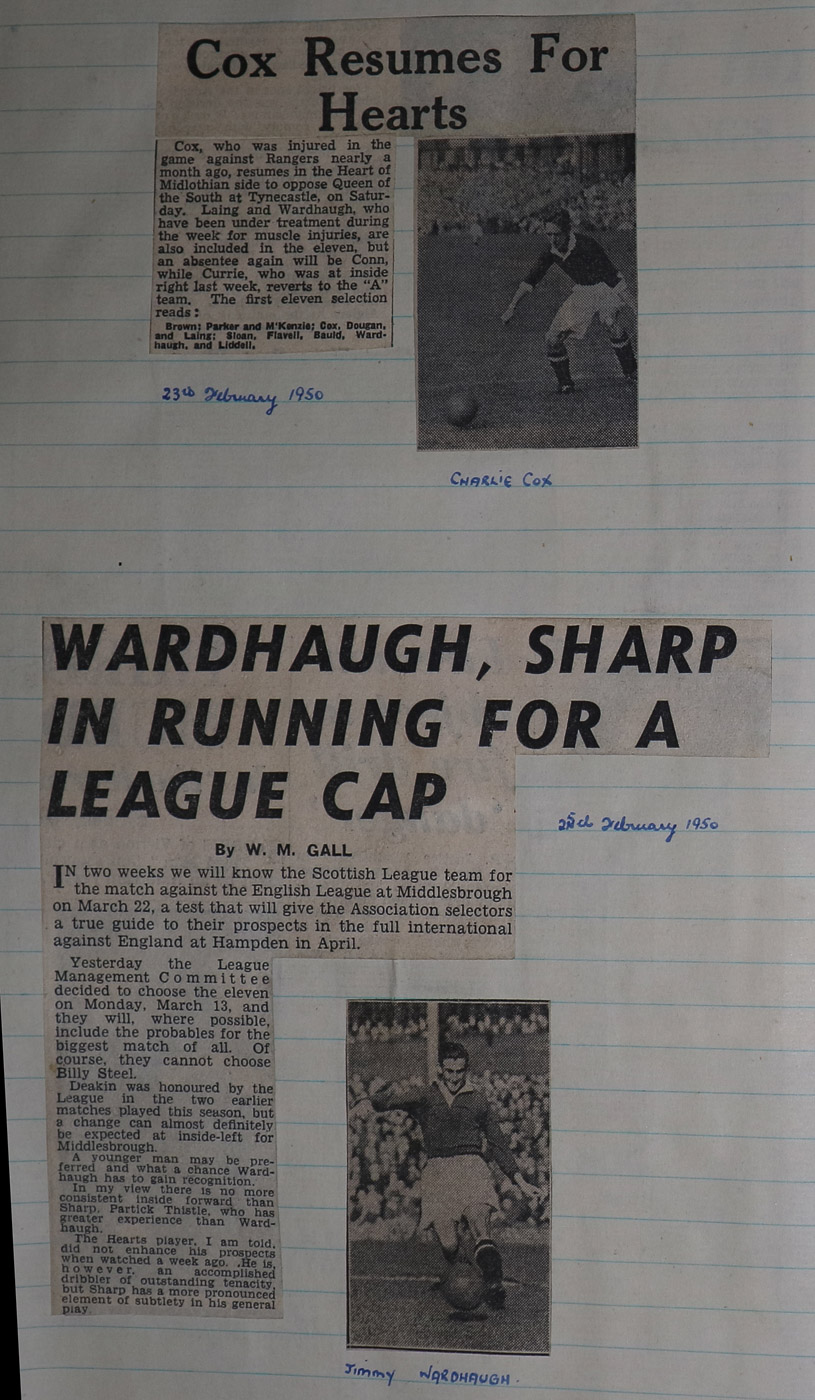 Cox Resumes For
Hearts
Cox, who was injured in the
game against Rangers nearly a
month ago, resumes in the Heart of
Midlothian side to oppose Queen of
the South at Tynecastle, on Satur-
day. Laing and Wardhaugh, who
have been under treatment during
the week for muscle injuries, are
also included in the eleven, but
an absentee again will be Conn,
while Currie, who was at inside
right last week, reverts to the "A"
team. The first eleven selection
reads:
Brown; Parker and M'Kenzie; Cox, Dougan,
and Laing; Sloan, Flavell, Bauld, Ward-
haugh, and Liddell.
23rd February 1950
CHARLIE COX
WARDHAUGH, SHARP
IN RUNNING FOR A
LEAGUE CAP
February 1950
By W. M. GALL
IN two weeks we will know the Scottish League team for
the match against the English League at Middlesbrough
on March 22, a test that will give the Association selectors
a true guide to their prospects in the full international
against England at Hampden in April.
Yesterday the League
Management Committee
decided to choose the eleven
on Monday, March 13, and
they will, where possible,
include the probables for the
biggest match of all. Of
course, they cannot choose
Billy Steel.
Deakin was honoured by the
League in the two earlier
matches played this season, but
a change can almost definitely
be expected at inside-left for
Middlesbrough.
A younger man may be pre-
ferred and what a chance Ward-
haugh has to gain recognition.
In my view there is no more
consistent inside forward than
Sharp, Partick Thistle, who has
greater experience than Ward-
haugh.
The Hearts player, I am told,
did not enhance his prospects
when watched a week ago. .He is,
however, an accomplished
dribbler of outstanding tenacity,
but Sharp has a more pronounced
element of subtlety in his general
play.
Jimmy WARDHAUGH.